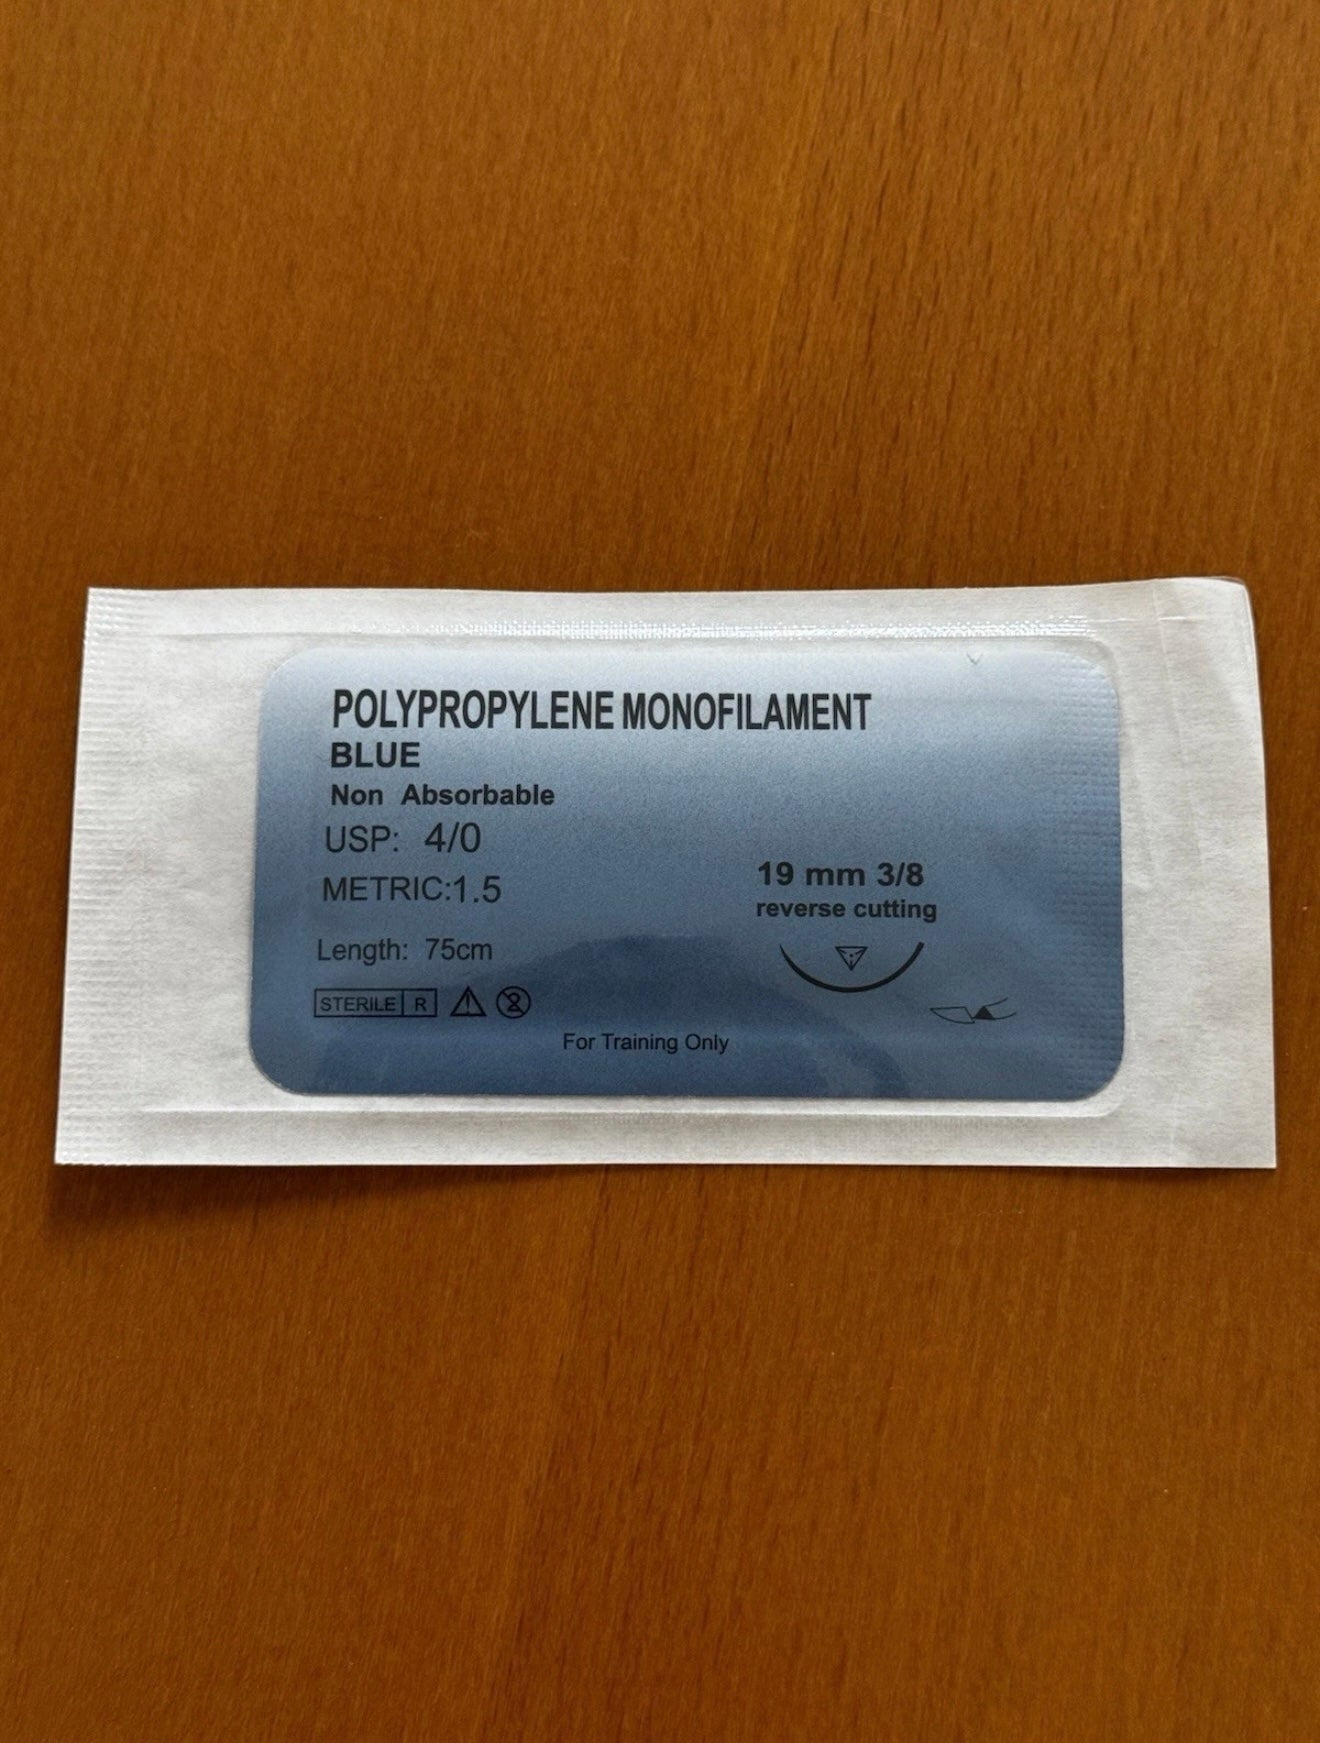 POLYPROPYLENE MONOFILAMENT
BLUE
Non Absorbable
USP: 4/0
METRIC:1.5
Length: 75cm
STERILE R
19 mm 3/8
reverse cutting
For Training Only